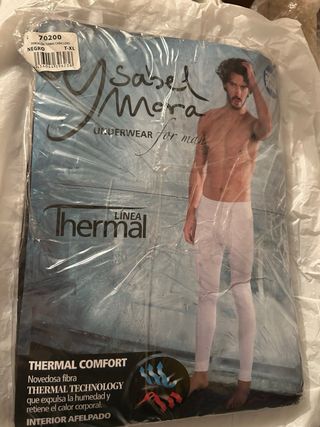 70200
NEGRO T-XL
Ysabel
Mora
UNDERWEAR for man
LÍNEA
Thermal
THERMAL COMFORT
Novedosa fibra
THERMAL TECHNOLOGY
que expulsa la humedad y
retiene el calor corporal.
INTERIOR AFELPADO